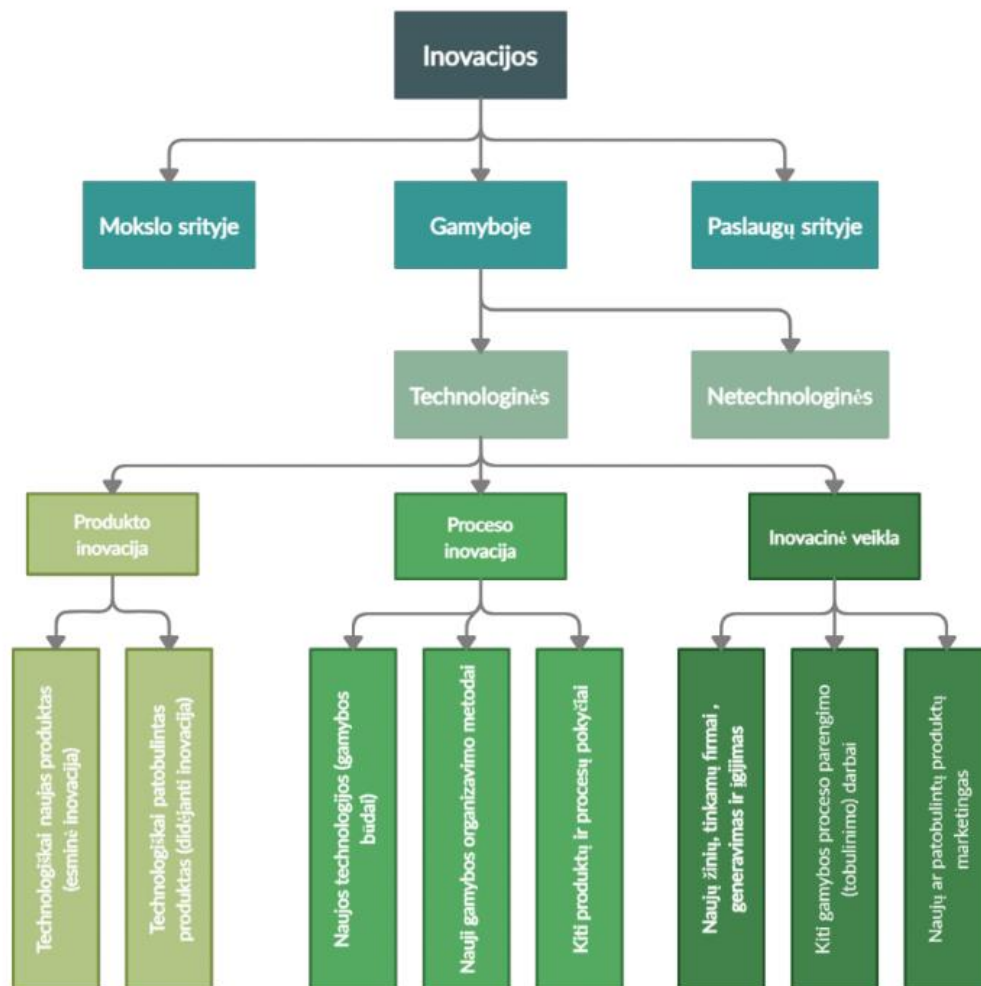 Inovacijos
Mokslo srityje
Gamyboje
Paslaugų srityje
Technologinės
Netechnologinės
Produkto
inovacija
Proceso
inovacija
Inovacinė veikla
Technologiškai naujas produktas
(esminė inovacija)
Technologiškai patobulintas
produktas (didėjanti inovacija)
Naujos technologijos (gamybos
būdai)
Nauji gamybos organizavimo metodai
Kiti produktų ir procesų pokyčiai
Naujų žinių, tinkamų firmai ,
generavimas ir įgijimas
Kiti gamybos proceso parengimo
(tobulinimo) darbai
Naujų ar patobulintų produktų
marketingas